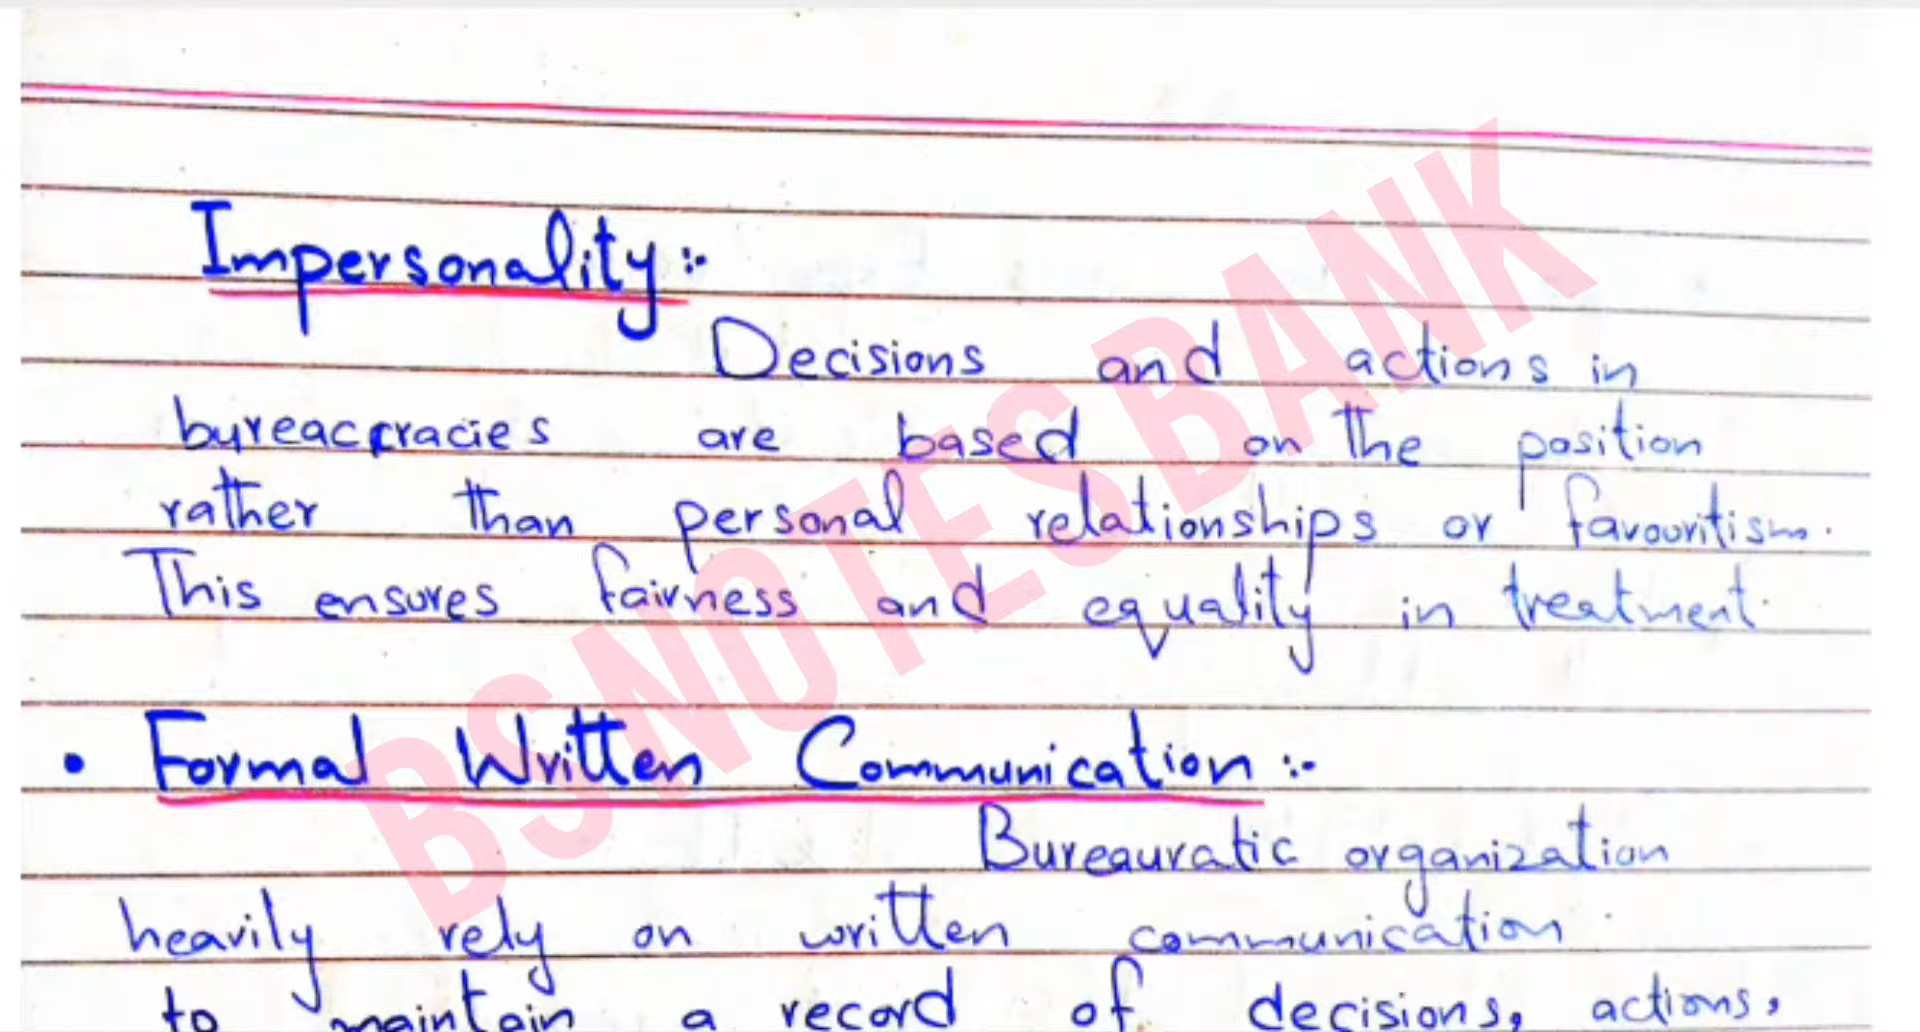 Impersonality:-
Decisions and actions in
byreaccracies are based on the position
rather than personal relationships or favouritism.
This ensures fairness and equality in treatment.
• Formal Written Communication:-
Bureauratic organization
heavily rely on written communication
to maintain a record of decisions, actions,
BSNOTESBANK